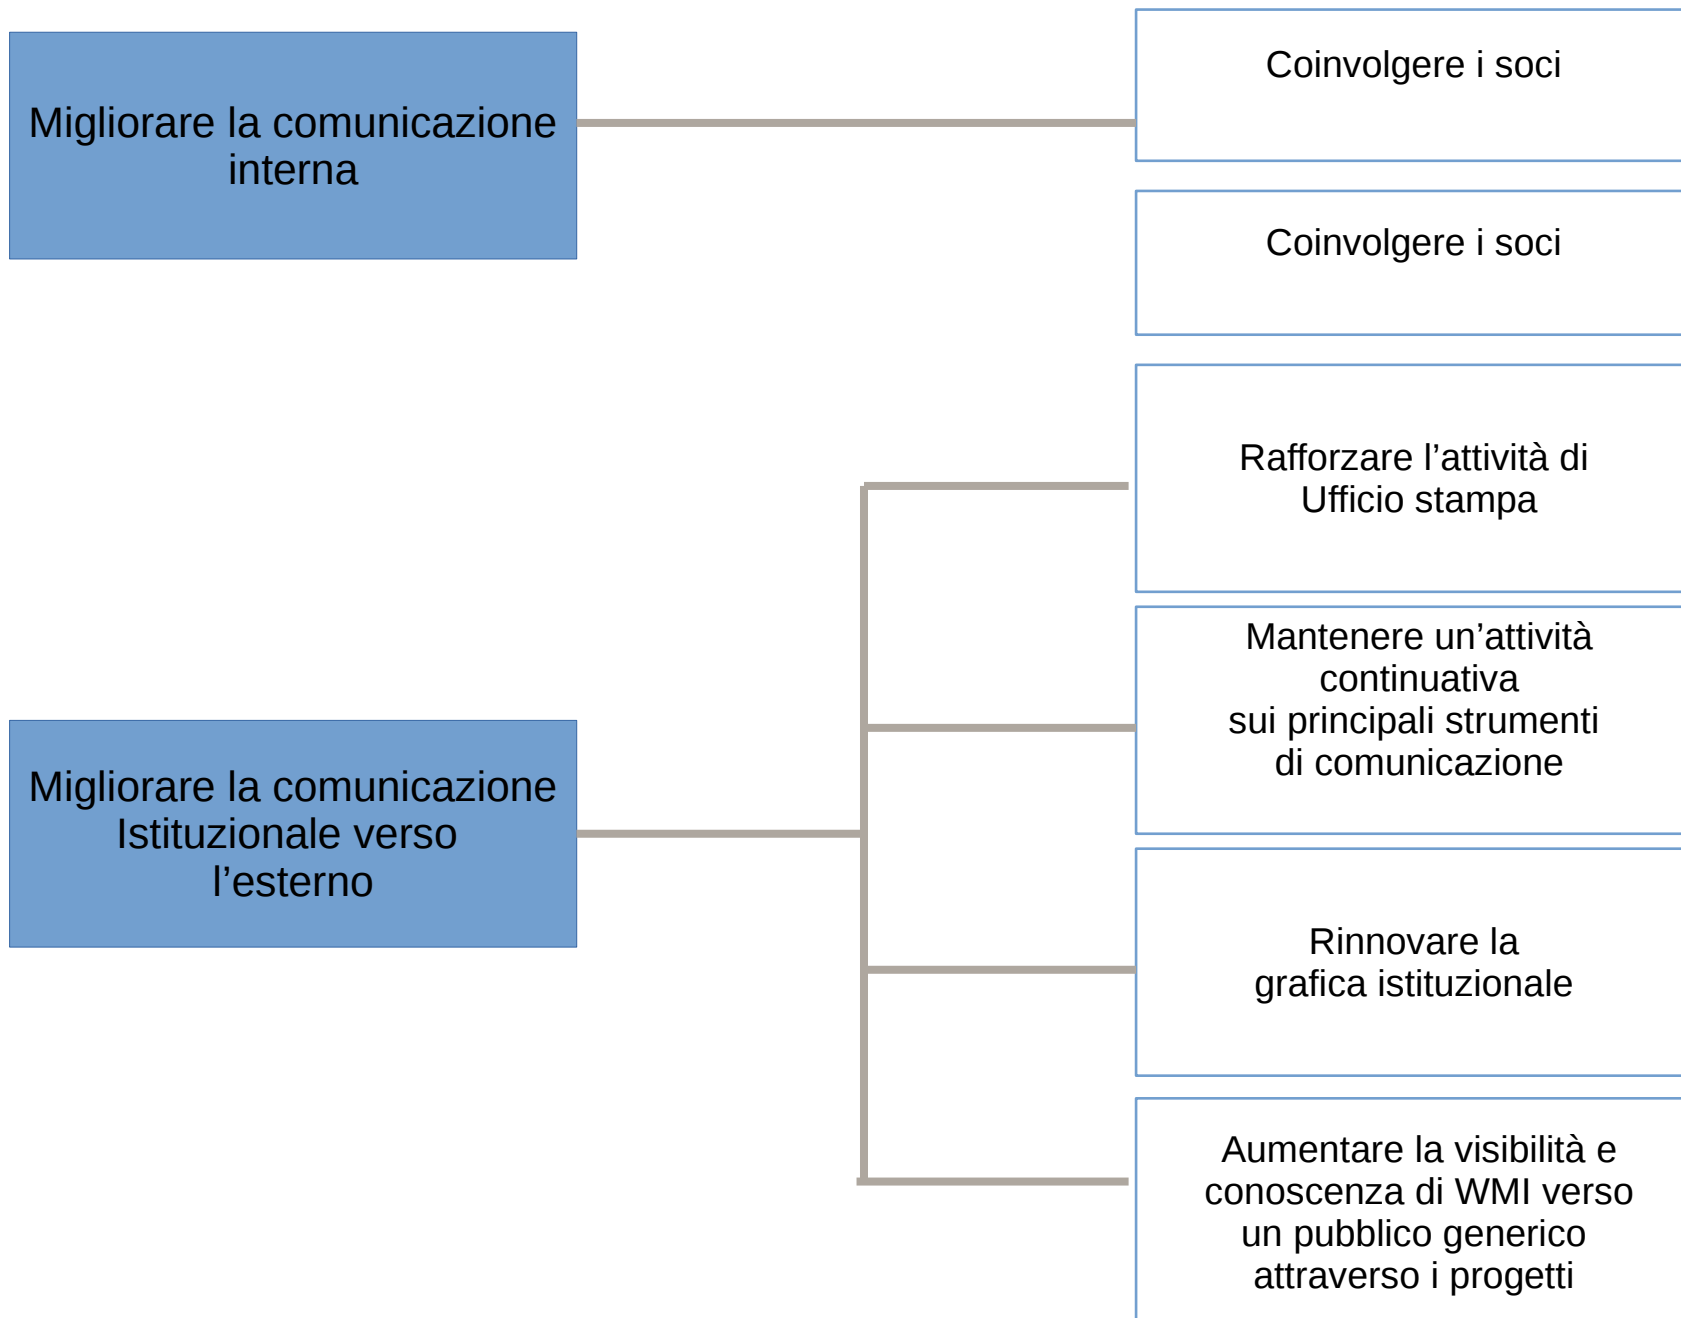 Migliorare la comunicazione
interna
Coinvolgere i soci
Coinvolgere i soci
Migliorare la comunicazione
Istituzionale verso
l’esterno
Rafforzare l’attività di
Ufficio stampa
Mantenere un’attività
continuativa
sui principali strumenti
di comunicazione
Rinnovare la
grafica istituzionale
Aumentare la visibilità e
conoscenza di WMI verso
un pubblico generico
attraverso i progetti